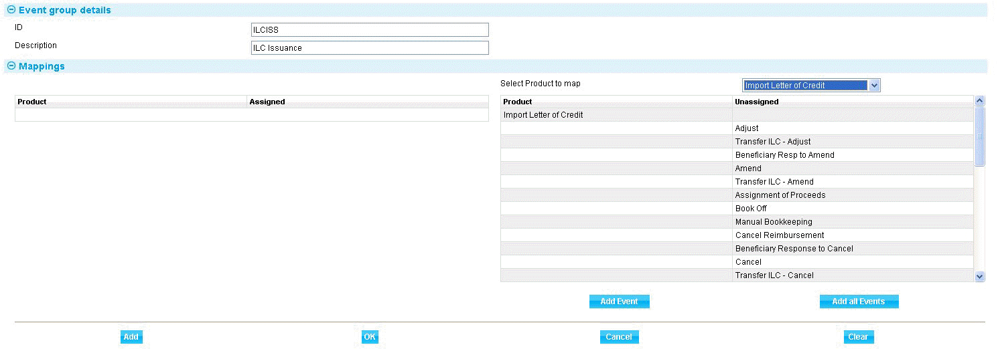 Event group details
ID
ILCISS
Description
ILC Issuance
Mappings
Select Product to map
Import Letter of Credit
Product Assigned
Product Unassigned
Import Letter of Credit
Adjust
Transfer ILC - Adjust
Beneficiary Resp to Amend
Amend
Transfer ILC - Amend
Assignment of Proceeds
Book Off
Manual Bookkeeping
Cancel Reimbursement
Beneficiary Response to Cancel
Cancel
Transfer ILC - Cancel
Add Event Add all Events
Add OK Cancel Clear